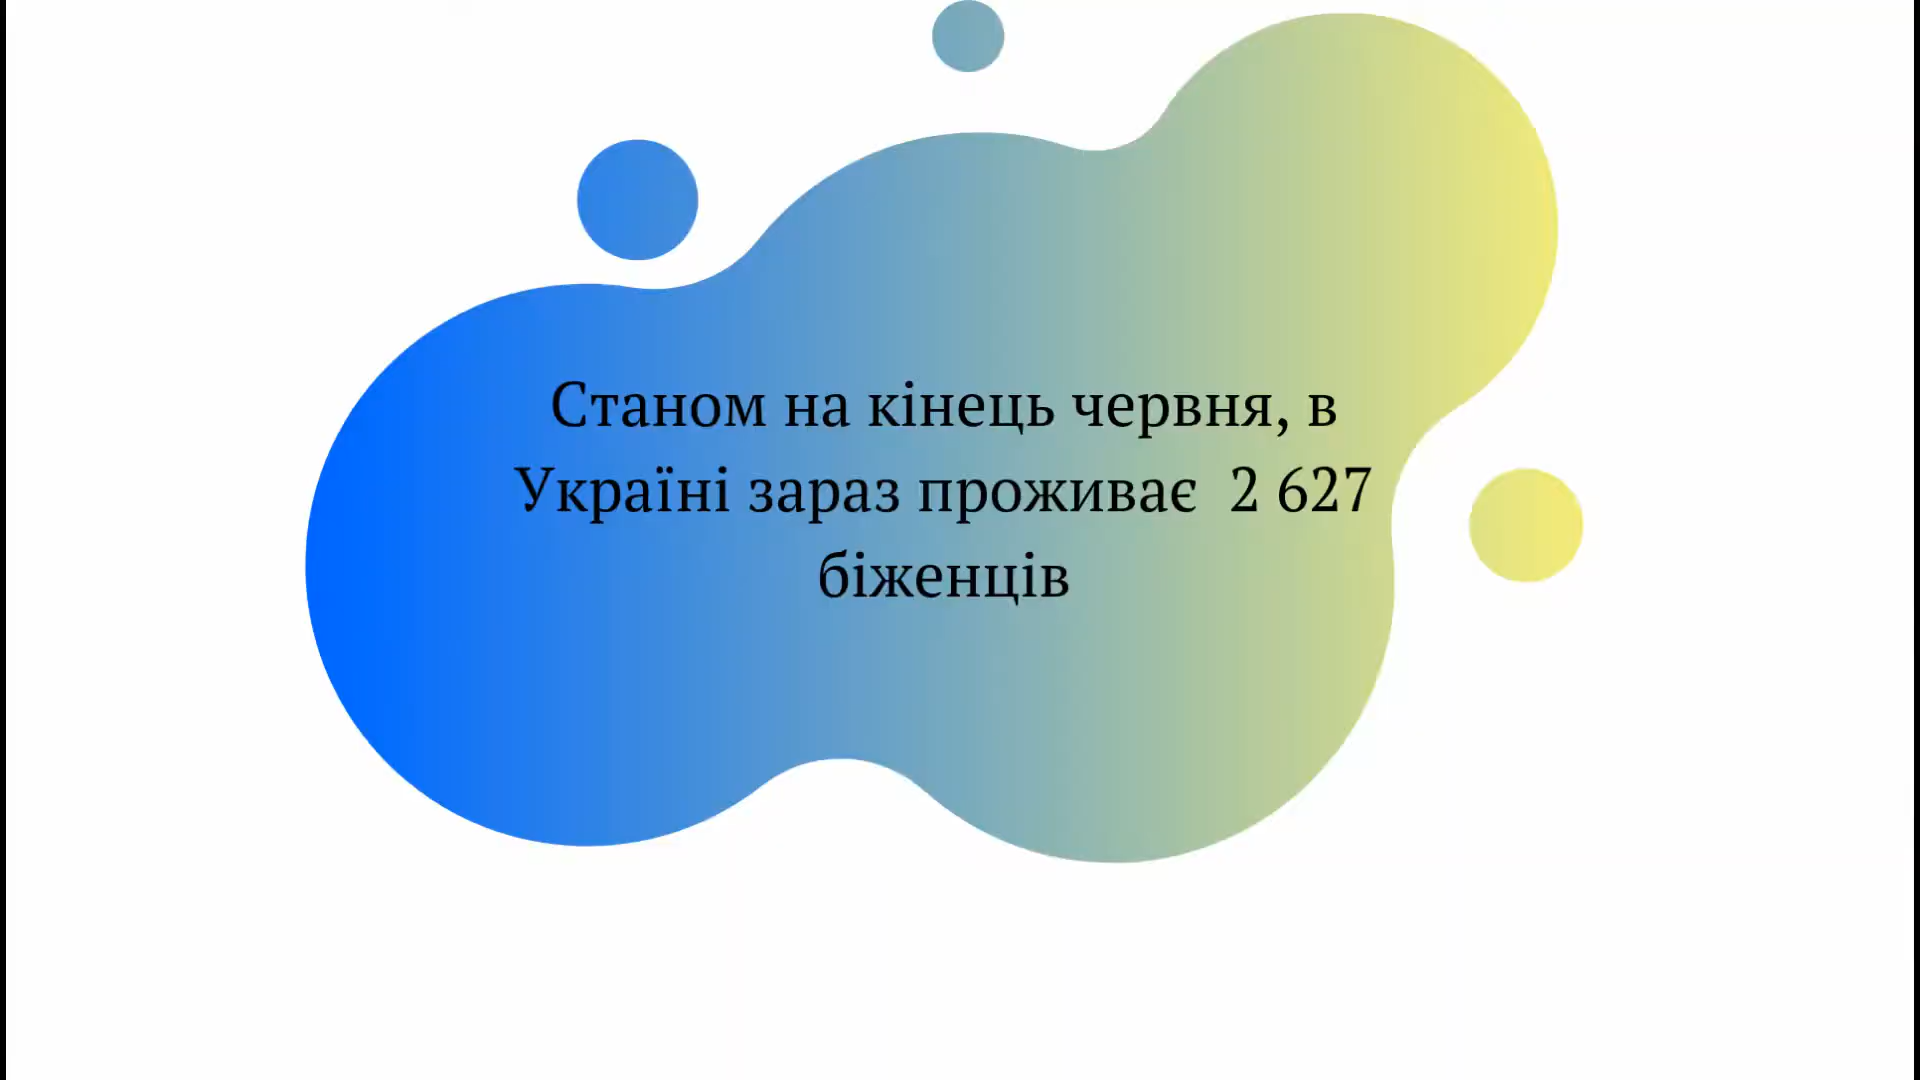 Станом на кінець червня, в
Україні зараз проживає 2 627
біженців